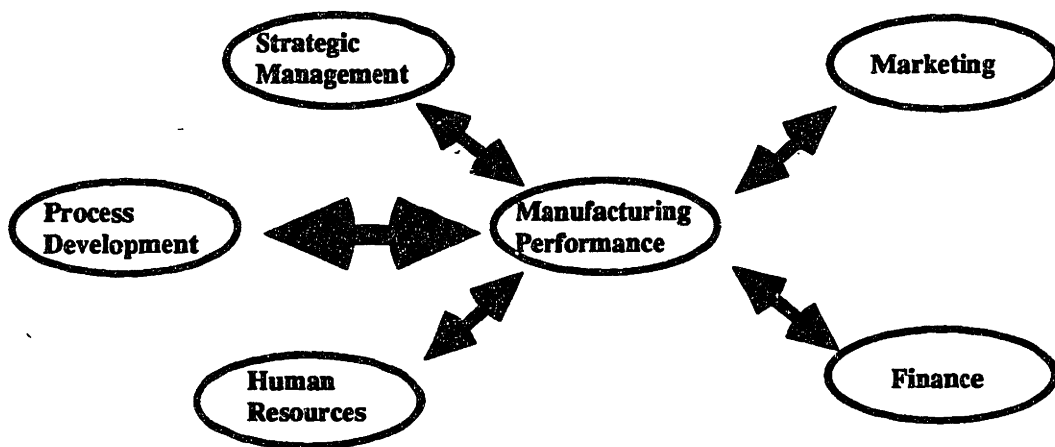 Strategic
Management
Marketing
Process
Development
Manufacturing
Performance
Human
Resources
Finance